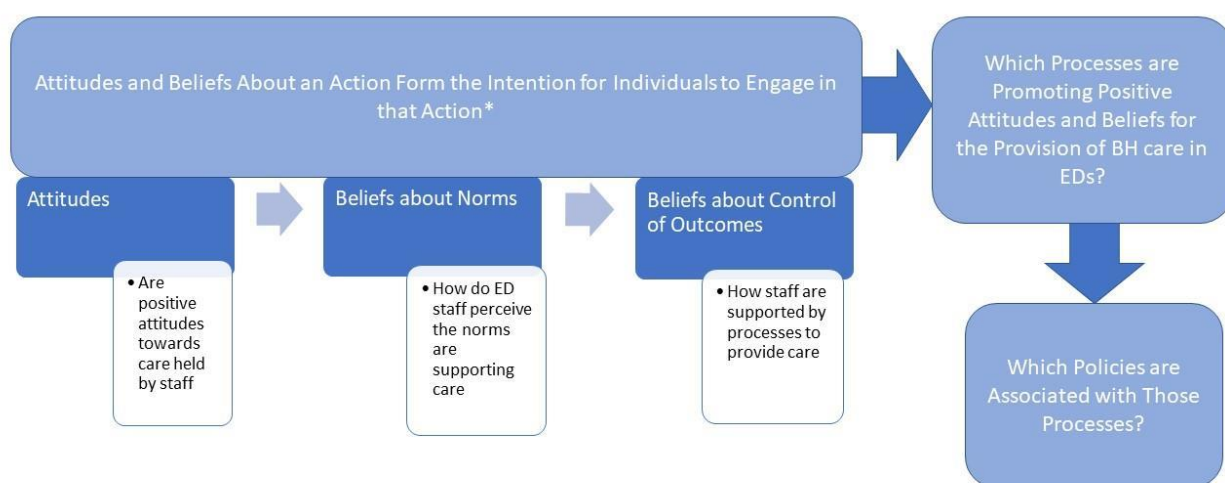 Attitudes and Beliefs About an Action Form the Intention for Individuals to Engage in
that Action*
Attitudes
• Are
positive
attitudes
towards
care held
by staff
Beliefs about Norms
• How do ED
staff perceive
the norms
are
supporting
care
Beliefs about Control
of Outcomes
• How staff are
supported by
processes to
provide care
Which Processes are
Promoting Positive
Attitudes and Beliefs for
the Provision of BH care in
EDs?
Which Policies are
Associated with Those
Processes?